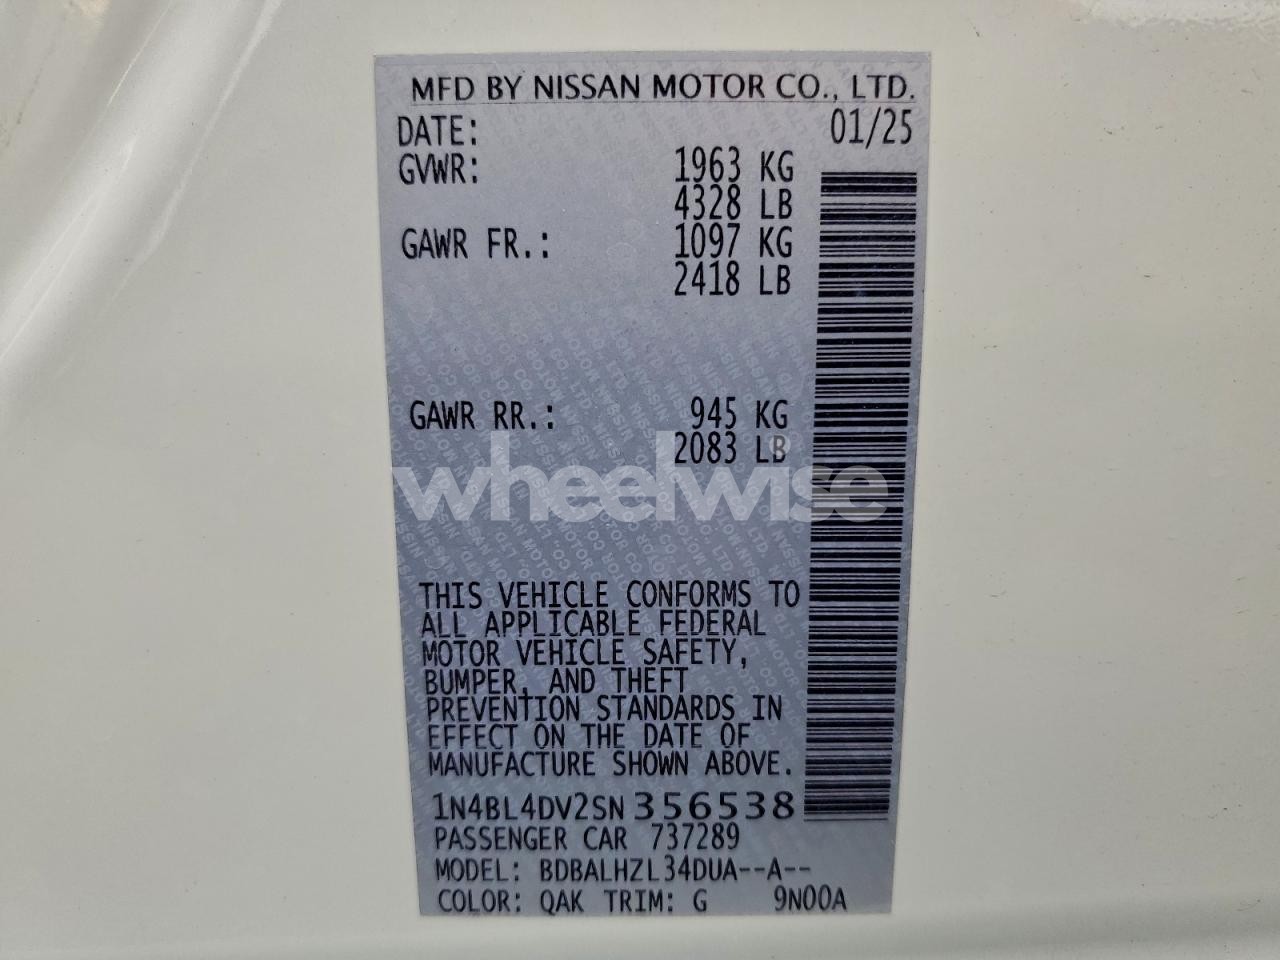 MFD BY NISSAN MOTOR CO., LTD.
DATE: 01/25
GVWR: 1963 KG
4328 LB
GAWR FR.: 1097 KG
2418 LB
GAWR RR.: 945 KG
2083 LB
wheelwise®
THIS VEHICLE CONFORMS TO
ALL APPLICABLE FEDERAL
MOTOR VEHICLE SAFETY,
BUMPER, AND THEFT
PREVENTION STANDARDS IN
EFFECT ON THE DATE OF
MANUFACTURE SHOWN ABOVE.
1N4BL4DV2SN356538
PASSENGER CAR 737289
MODEL: BDBALHZL34DUA--A--
COLOR: QAK TRIM: G 9N00A